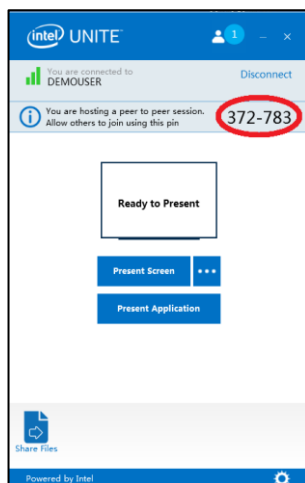 intel UNITE™
1
You are connected to
DEMOUSER
Disconnect
You are hosting a peer to peer session.
Allow others to join using this pin
372-783
Ready to Present
Present Screen
Present Application
Share Files
Powered by Intel